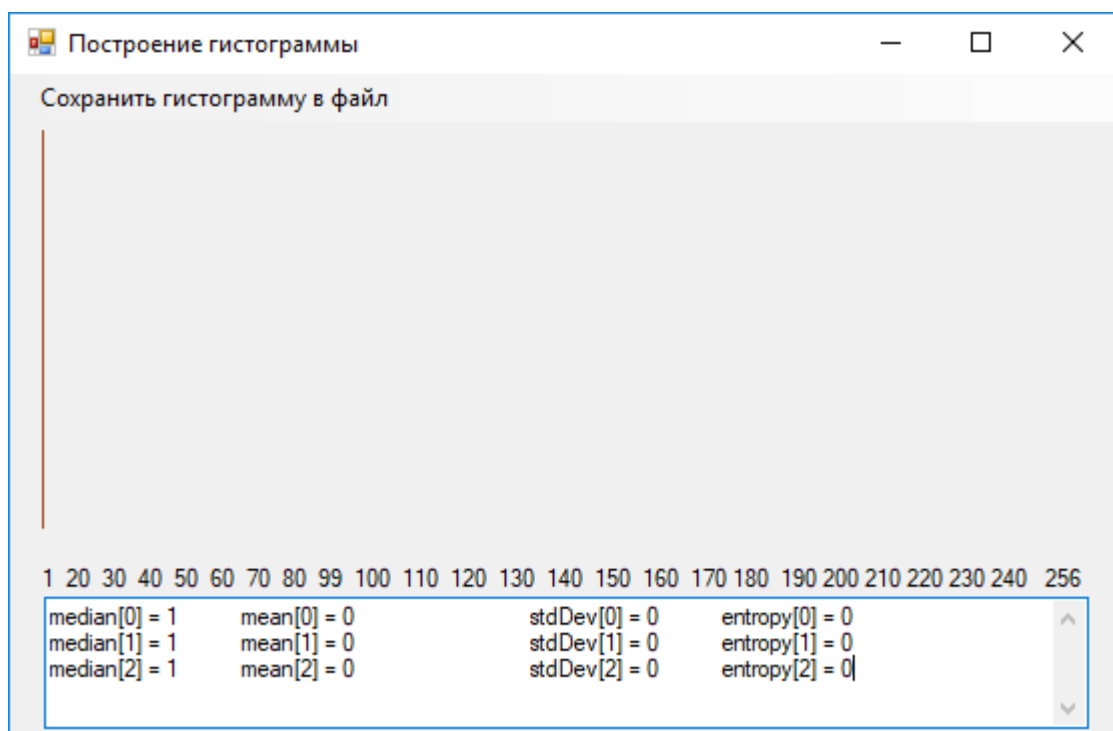 Построение гистограммы
Сохранить гистограмму в файл
1 20 30 40 50 60 70 80 99 100 110 120 130 140 150 160 170 180 190 200 210 220 230 240 256
median[0] = 1 mean[0] = 0 stdDev[0] = 0 entropy[0] = 0
median[1] = 1 mean[1] = 0 stdDev[1] = 0 entropy[1] = 0
median[2] = 1 mean[2] = 0 stdDev[2] = 0 entropy[2] = 0